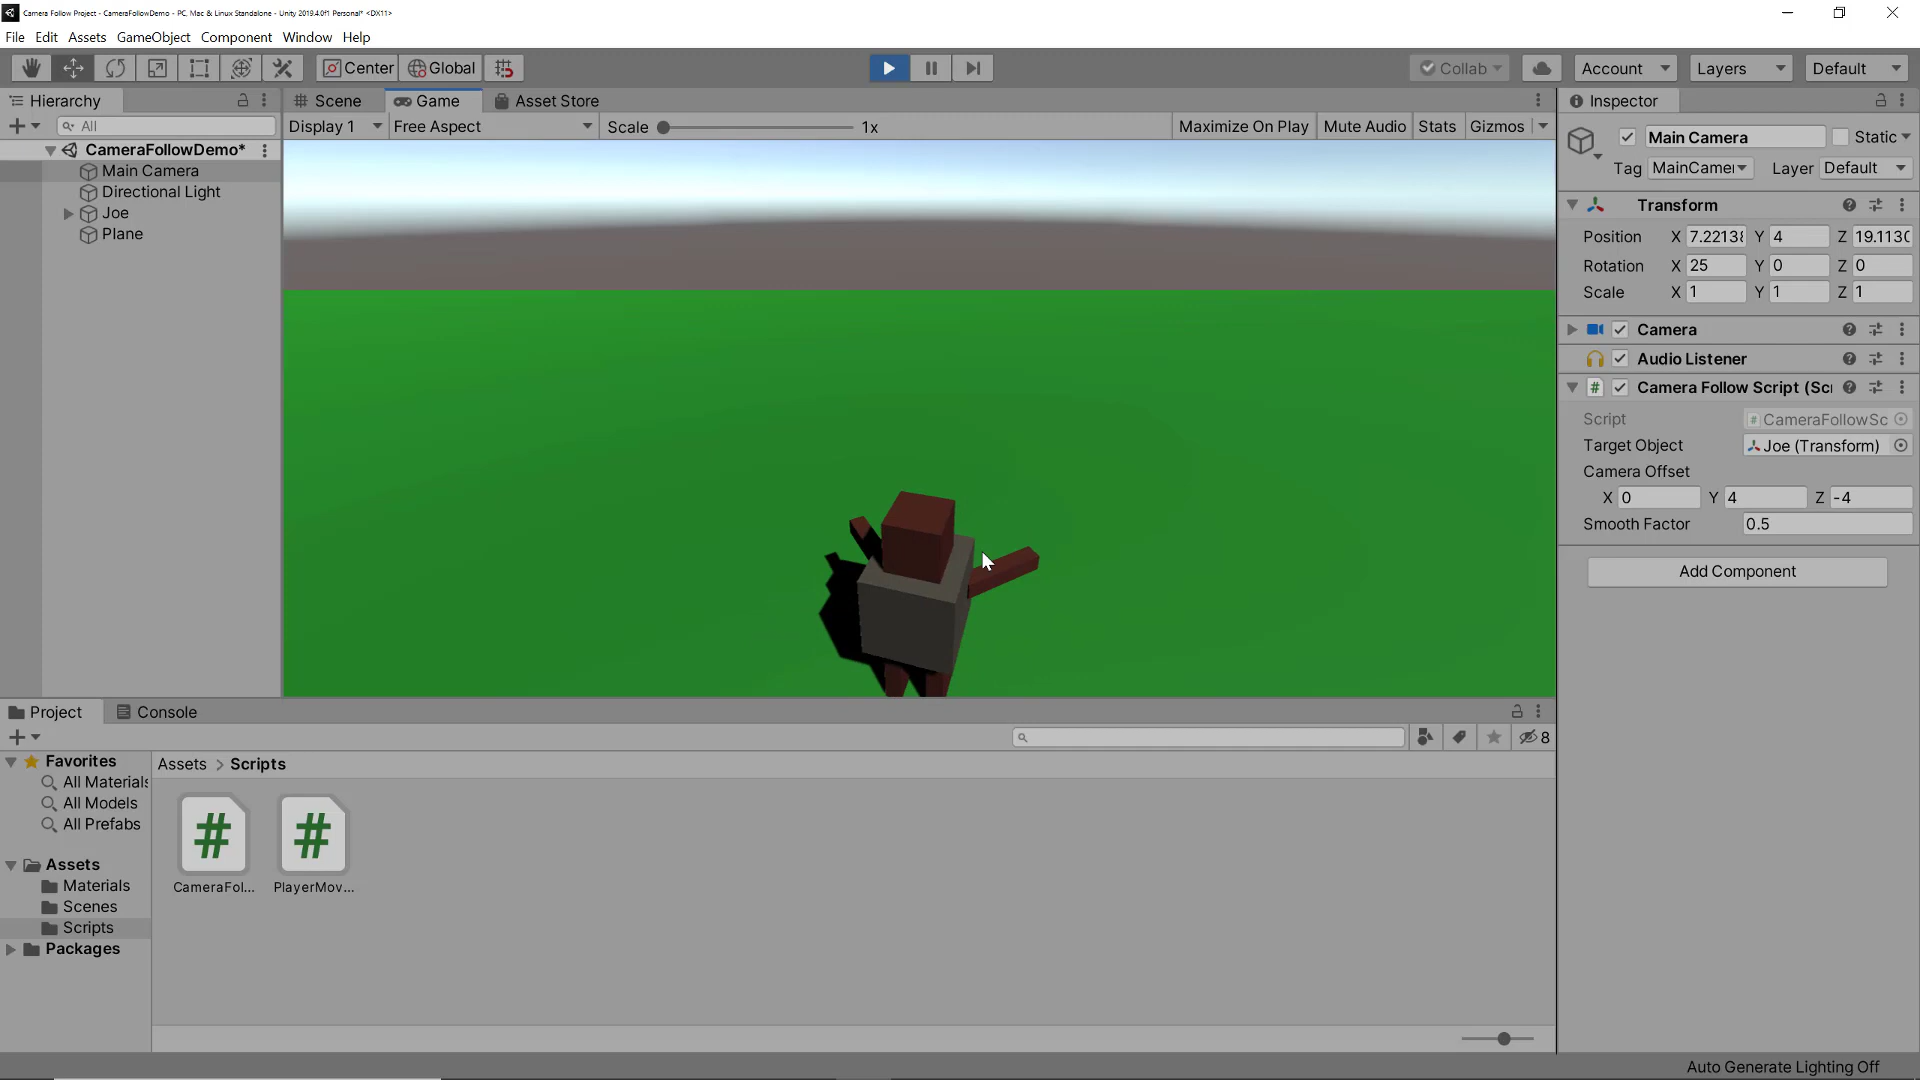 Camera Follow Project - CameraFollowDemo - PC, Mac & Linux Standalone - Unity 2019.4.0f1 Personal* <DX11>
File Edit Assets GameObject Component Window Help
Center Global Collab Account Layers Default
Hierarchy
All
CameraFollowDemo*
Main Camera
Directional Light
Joe
Plane
Scene Game Asset Store
Display 1 Free Aspect Scale 1x Maximize On Play Mute Audio Stats Gizmos
Inspector
Main Camera Static
Tag MainCamer Layer Default
Transform
Position X 7.2213 Y 4 Z 19.1130
Rotation X 25 Y 0 Z 0
Scale X 1 Y 1 Z 1
Camera
Audio Listener
# Camera Follow Script (Sc
Script # CameraFollowSc
Target Object Joe (Transform)
Camera Offset
X 0 Y 4 Z -4
Smooth Factor 0.5
Add Component
Project Console
8
Favorites
All Materials
All Models
All Prefabs
Assets
Materials
Scenes
Scripts
Packages
Assets > Scripts
# #
CameraFol... PlayerMov...
Auto Generate Lighting Off